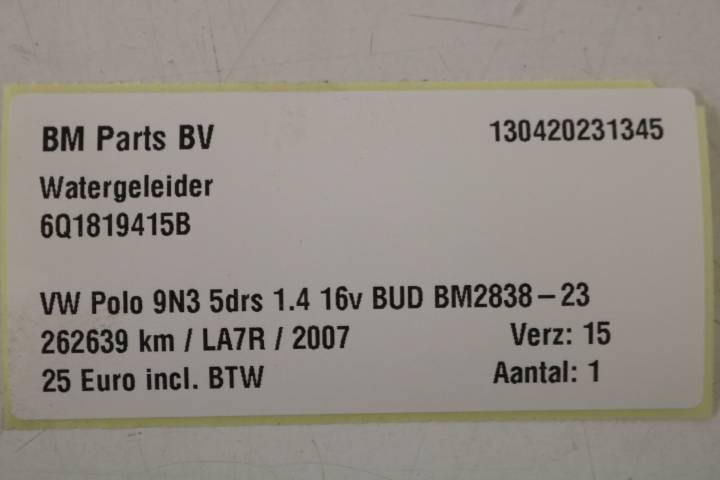 BM Parts BV 130420231345
Watergeleider
6Q1819415B
VW Polo 9N3 5drs 1.4 16v BUD BM2838-23
262639 km / LA7R / 2007 Verz: 15
25 Euro incl. BTW Aantal: 1